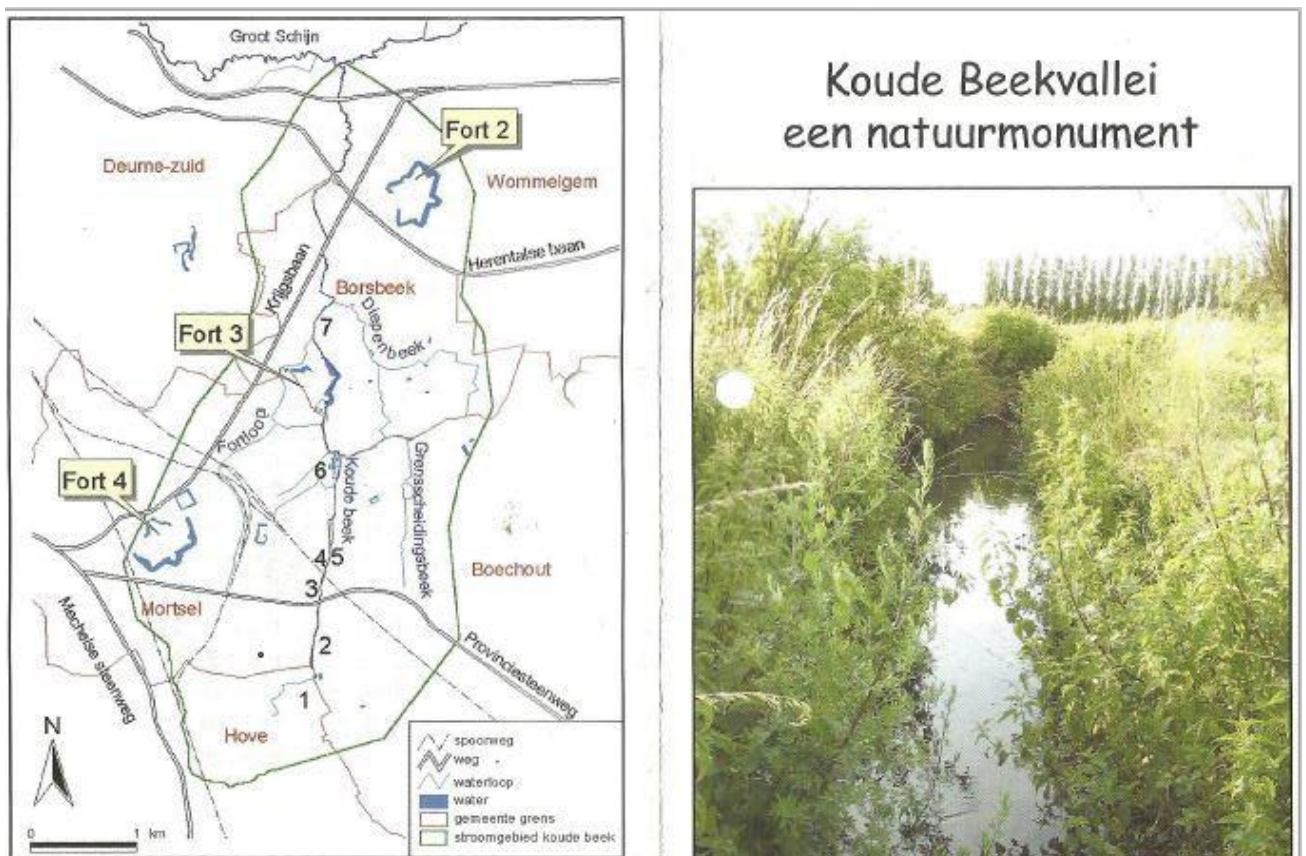 Groot Schijn
Fort 2
Deurne-zuid
Wommelgem
Herentalse baan
Krijgsbaan
Borsbeek
Diepenbeek
7
Fort 3
Fortloop
6
Koude beek
Grensscheidingsbeek
Fort 4
4 5
3
Boechout
Mortsel
Mechelse steenweg
2
Provinciesteenweg
1
Hove
N
0 1 km
spoorweg
weg
waterloop
water
gemeente grens
stroomgebied koude beek
Koude Beekvallei
een natuurmonument